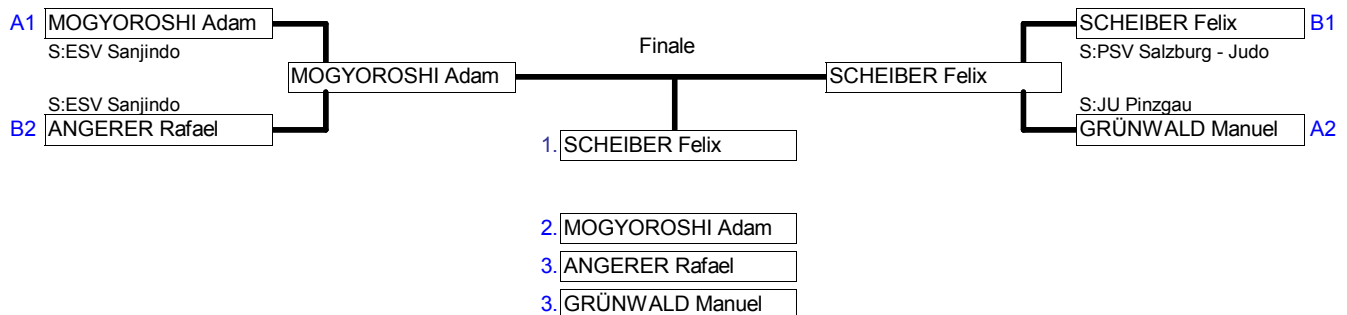 A1 MOGYOROSHI Adam
S:ESV Sanjindo
S:ESV Sanjindo
B2 ANGERER Rafael
MOGYOROSHI Adam
Finale
SCHEIBER Felix
SCHEIBER Felix B1
S:PSV Salzburg - Judo
S:JU Pinzgau
GRÜNWALD Manuel A2
1. SCHEIBER Felix
2. MOGYOROSHI Adam
3. ANGERER Rafael
3. GRÜNWALD Manuel